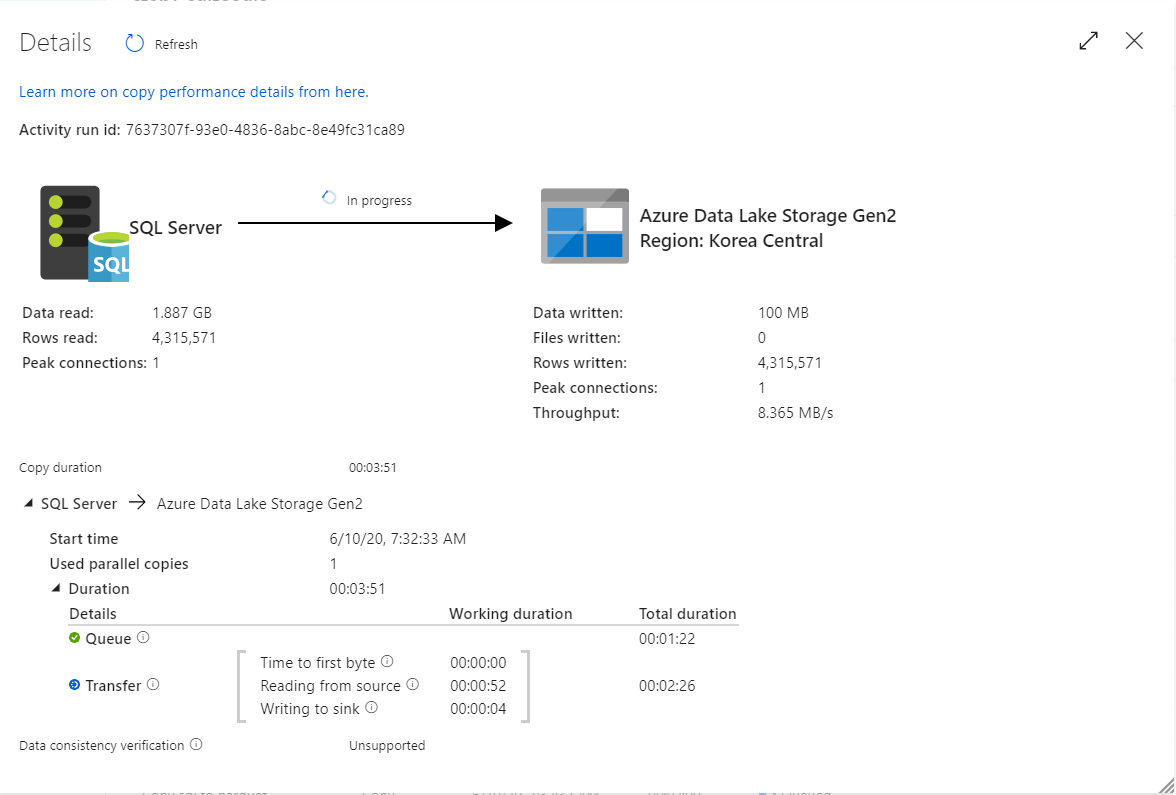 Details
Refresh
Learn more on copy performance details from here.
Activity run id: 7637307f-93e0-4836-8abc-8e49fc31ca89
In progress
SQL Server
SQL
Azure Data Lake Storage Gen2
Region: Korea Central
Data read: 1.887 GB
Rows read: 4,315,571
Peak connections: 1
Data written: 100 MB
Files written: 0
Rows written: 4,315,571
Peak connections: 1
Throughput: 8.365 MB/s
Copy duration 00:03:51
SQL Server → Azure Data Lake Storage Gen2
Start time 6/10/20, 7:32:33 AM
Used parallel copies 1
Duration 00:03:51
Details Working duration Total duration
Queue 00:01:22
Time to first byte 00:00:00
Transfer Reading from source 00:00:52 00:02:26
Writing to sink 00:00:04
Data consistency verification Unsupported